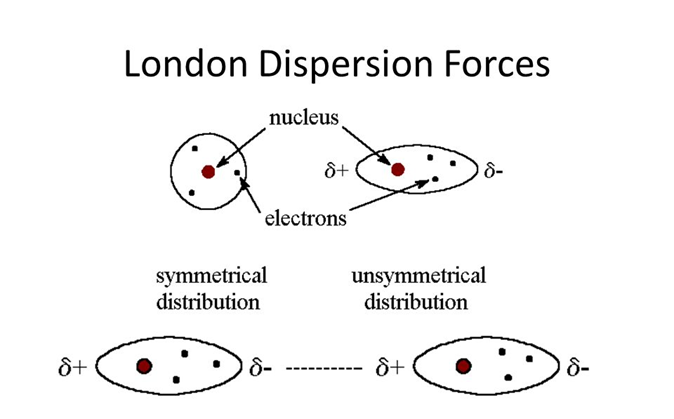 London Dispersion Forces
nucleus
δ+ δ-
electrons
symmetrical unsymmetrical
distribution distribution
δ+ δ- ----------- δ+ δ-